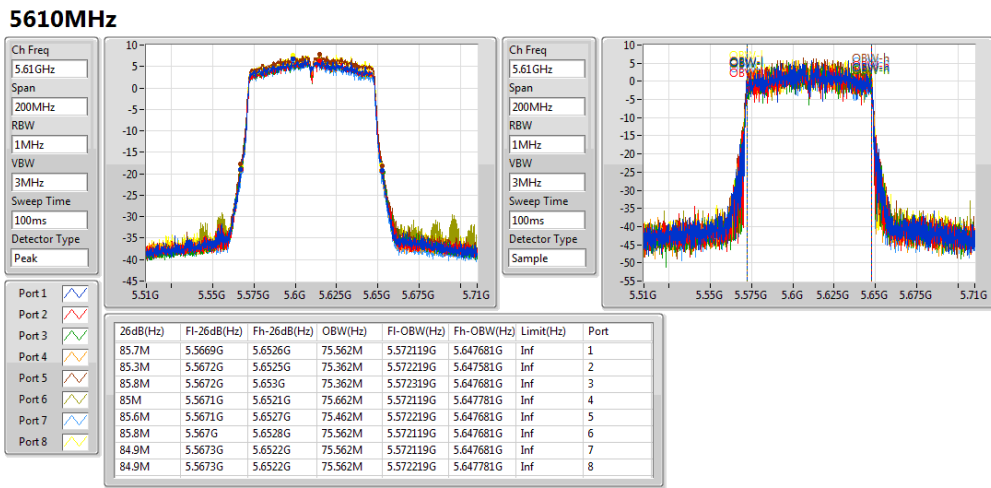 5610MHz
Ch Freq
5.61GHz
Span
200MHz
RBW
1MHz
VBW
3MHz
Sweep Time
100ms
Detector Type
Peak
10
5
0
-5
-10
-15
-20
-25
-30
-35
-40
-45
5.51G 5.55G 5.575G 5.6G 5.625G 5.65G 5.675G 5.71G
Ch Freq
5.61GHz
Span
200MHz
RBW
1MHz
VBW
3MHz
Sweep Time
100ms
Detector Type
Sample
10
5
0
-5
-10
-15
-20
-25
-30
-35
-40
-45
-50
-55
OBW-l OBW-h
5.51G 5.55G 5.575G 5.6G 5.625G 5.65G 5.675G 5.71G
Port 1
Port 2
Port 3
Port 4
Port 5
Port 6
Port 7
Port 8
26dB(Hz) Fl-26dB(Hz) Fh-26dB(Hz) OBW(Hz) Fl-OBW(Hz) Fh-OBW(Hz) Limit(Hz) Port
85.7M 5.5669G 5.6526G 75.562M 5.572119G 5.647681G Inf 1
85.3M 5.5672G 5.6525G 75.362M 5.572219G 5.647581G Inf 2
85.8M 5.5672G 5.653G 75.362M 5.572319G 5.647681G Inf 3
85M 5.5671G 5.6521G 75.662M 5.572119G 5.647781G Inf 4
85.6M 5.5671G 5.6527G 75.462M 5.572219G 5.647681G Inf 5
85.8M 5.567G 5.6528G 75.562M 5.572119G 5.647681G Inf 6
84.9M 5.5673G 5.6522G 75.562M 5.572119G 5.647681G Inf 7
84.9M 5.5673G 5.6522G 75.562M 5.572219G 5.647781G Inf 8